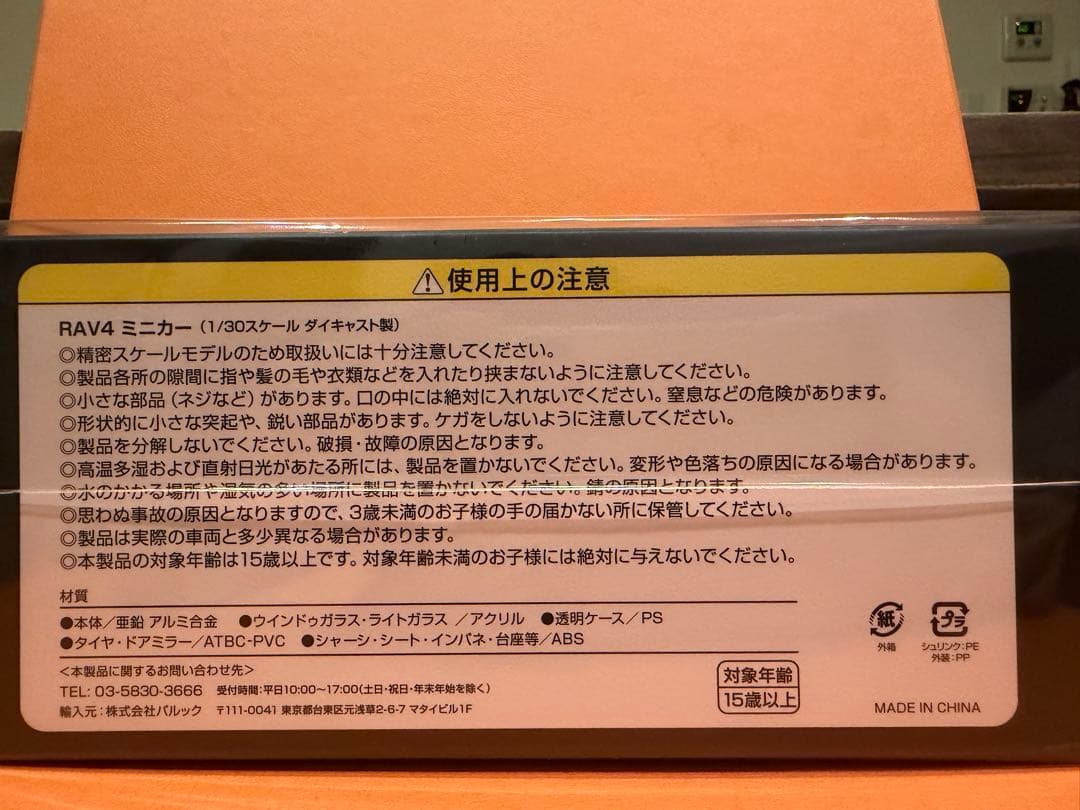 使用上の注意
RAV4 ミニカー（1/30スケール ダイキャスト製）
◎精密スケールモデルのため取扱いには十分注意してください。
◎製品各所の隙間に指や髪の毛や衣類などを入れたり挟まないように注意してください。
◎小さな部品（ネジなど）があります。口の中には絶対に入れないでください。窒息などの危険があります。
◎形状的に小さな突起や、鋭い部品があります。ケガをしないように注意してください。
◎製品を分解しないでください。破損・故障の原因となります。
◎高温多湿および直射日光があたる所には、製品を置かないでください。変形や色落ちの原因になる場合があります。
◎水のかかる場所や湿気の多い場所に製品を置かないでください。錆の原因となります。
◎思わぬ事故の原因となりますので、3歳未満のお子様の手の届かない所に保管してください。
◎製品は実際の車両と多少異なる場合があります。
◎本製品の対象年齢は15歳以上です。対象年齢未満のお子様には絶対に与えないでください。
材質
●本体／亜鉛 アルミ合金 ●ウインドゥガラス・ライトガラス ／アクリル ●透明ケース／PS
●タイヤ・ドアミラー／ATBC-PVC ●シャーシ・シート・インパネ・台座等／ABS
＜本製品に関するお問い合わせ先＞
TEL: 03-5830-3666 受付時間:平日10:00〜17:00(土日・祝日・年末年始を除く)
輸入元：株式会社バルック 〒111-0041 東京都台東区元浅草2-6-7 マタイビル1F
対象年齢
15歳以上
紙
外箱
プラ
シュリンク:PE
外装:PP
MADE IN CHINA